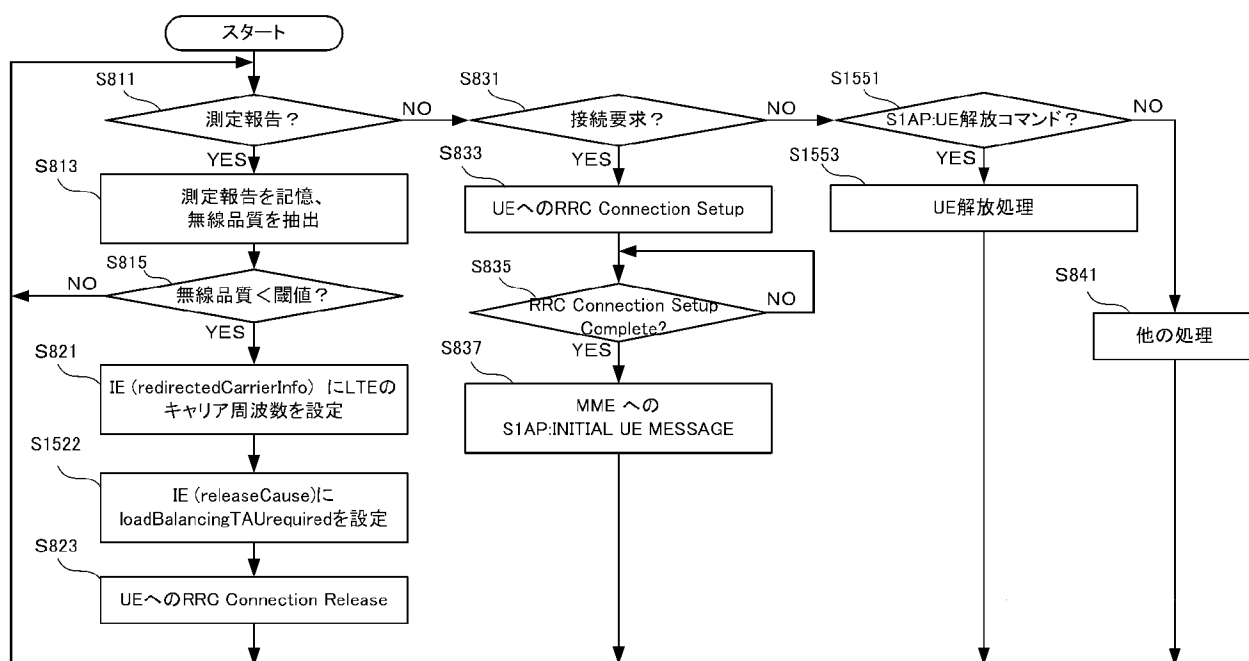 スタート
S811
測定報告？
NO
YES
S813
測定報告を記憶、
無線品質を抽出
S815
無線品質＜閾値？
NO
YES
S821
IE (redirectedCarrierInfo) にLTEの
キャリア周波数を設定
S1522
IE (releaseCause)に
loadBalancingTAUrequiredを設定
S823
UEへのRRC Connection Release
S831
接続要求？
NO
YES
S833
UEへのRRC Connection Setup
S835
RRC Connection Setup
Complete?
NO
YES
S837
MME への
S1AP:INITIAL UE MESSAGE
S1551
S1AP:UE解放コマンド？
NO
YES
S1553
UE解放処理
S841
他の処理